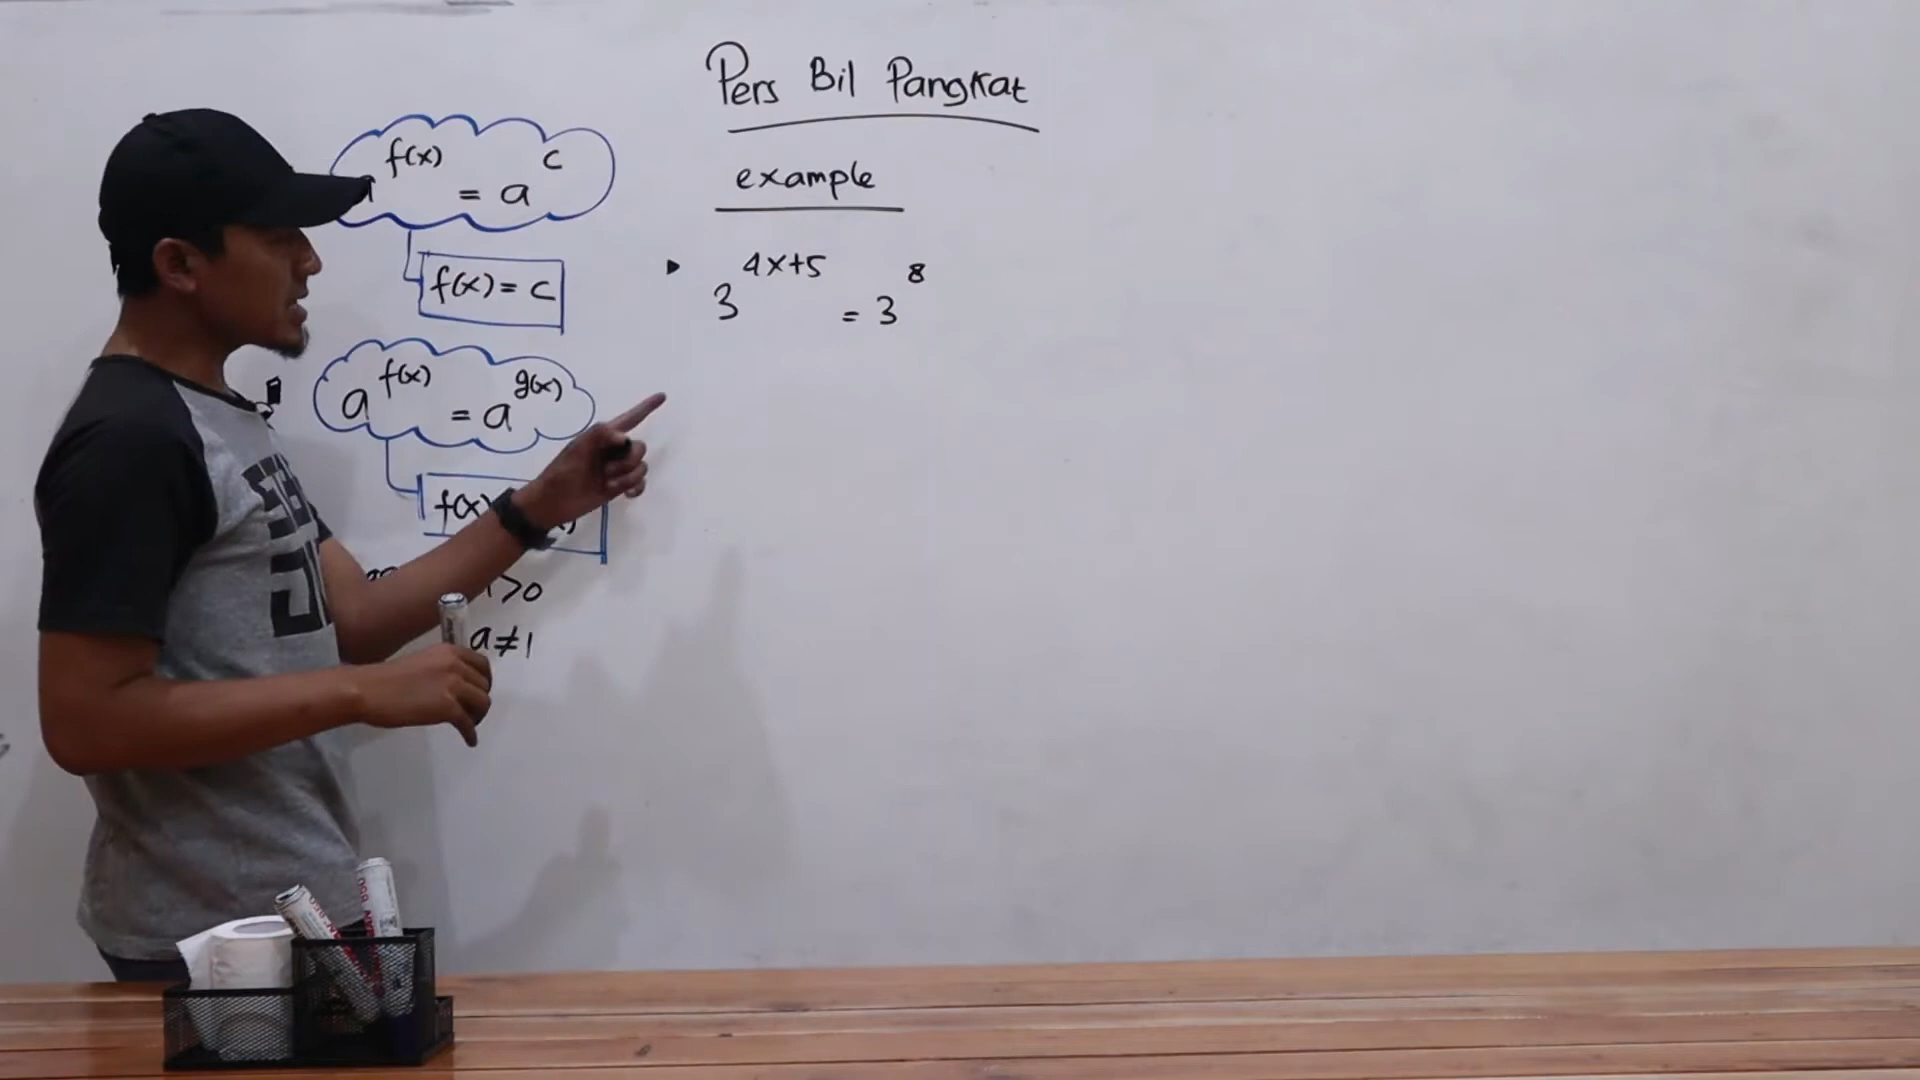 Pers Bil Pangkat
example
f(x) = a^c
f(x) = c
a^f(x) = a^g(x)
f(x)
>0
a≠1
▸ 3^4x+5 = 3^8